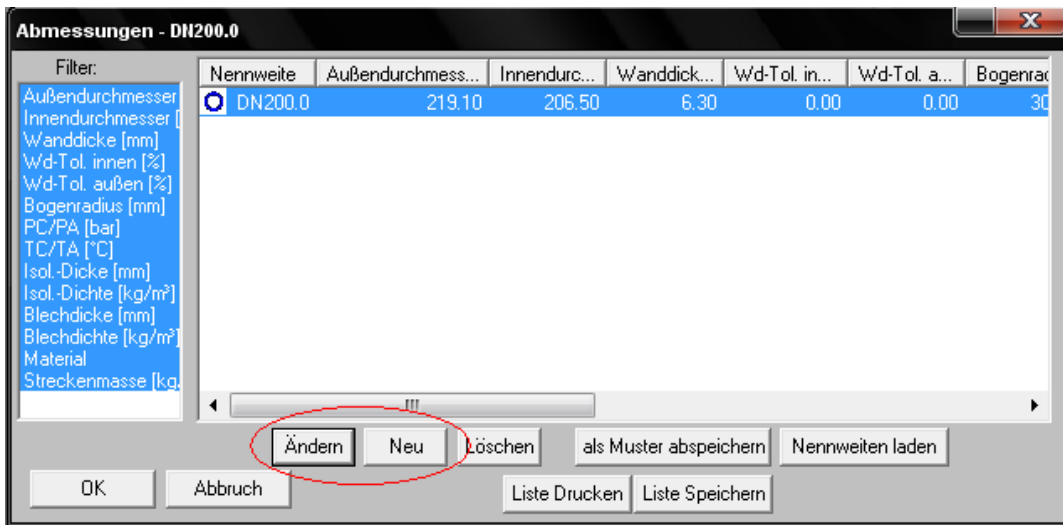 Abmessungen - DN200.0
Filter:
Außendurchmesser
Innendurchmesser [
Wanddicke [mm]
Wd-Tol. innen [%]
Wd-Tol. außen [%]
Bogenradius [mm]
PC/PA [bar]
TC/TA [°C]
Isol.-Dicke [mm]
Isol.-Dichte [kg/m³]
Blechdicke [mm]
Blechdichte [kg/m³]
Material
Streckenmasse [kg.
Nennweite Außendurchmess... Innendurc... Wanddick... Wd-Tol. in... Wd-Tol. a... Bogenrad
DN200.0 219.10 206.50 6.30 0.00 0.00 30
Ändern Neu Löschen als Muster abspeichern Nennweiten laden
OK Abbruch Liste Drucken Liste Speichern